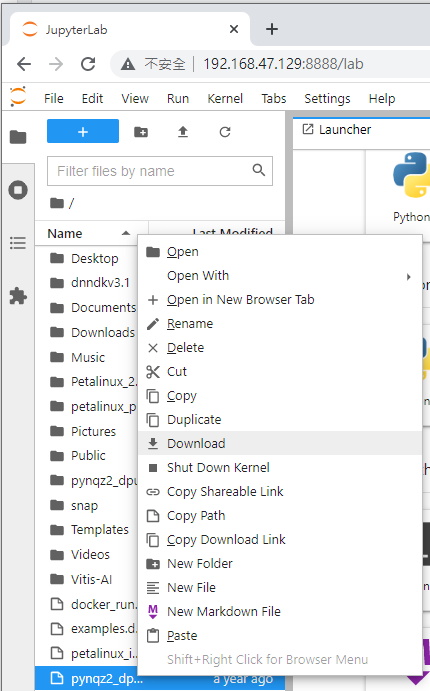 JupyterLab
不安全 192.168.47.129:8888/lab
File Edit View Run Kernel Tabs Settings Help
Launcher
Filter files by name
Python
/
Name Last Modified
Desktop
dnndkv3.1
Documents
Downloads
Music
Petalinux_2.
petalinux_p
Pictures
Public
pynqz2_dpu
snap
Templates
Videos
Vitis-AI
docker_run.
examples.d
petalinux_i...
pynqz2_dp... a year ago
Open
Open With
Open in New Browser Tab
Rename
Delete
Cut
Copy
Duplicate
Download
Shut Down Kernel
Copy Shareable Link
Copy Path
Copy Download Link
New Folder
New File
New Markdown File
Paste
Shift+Right Click for Browser Menu